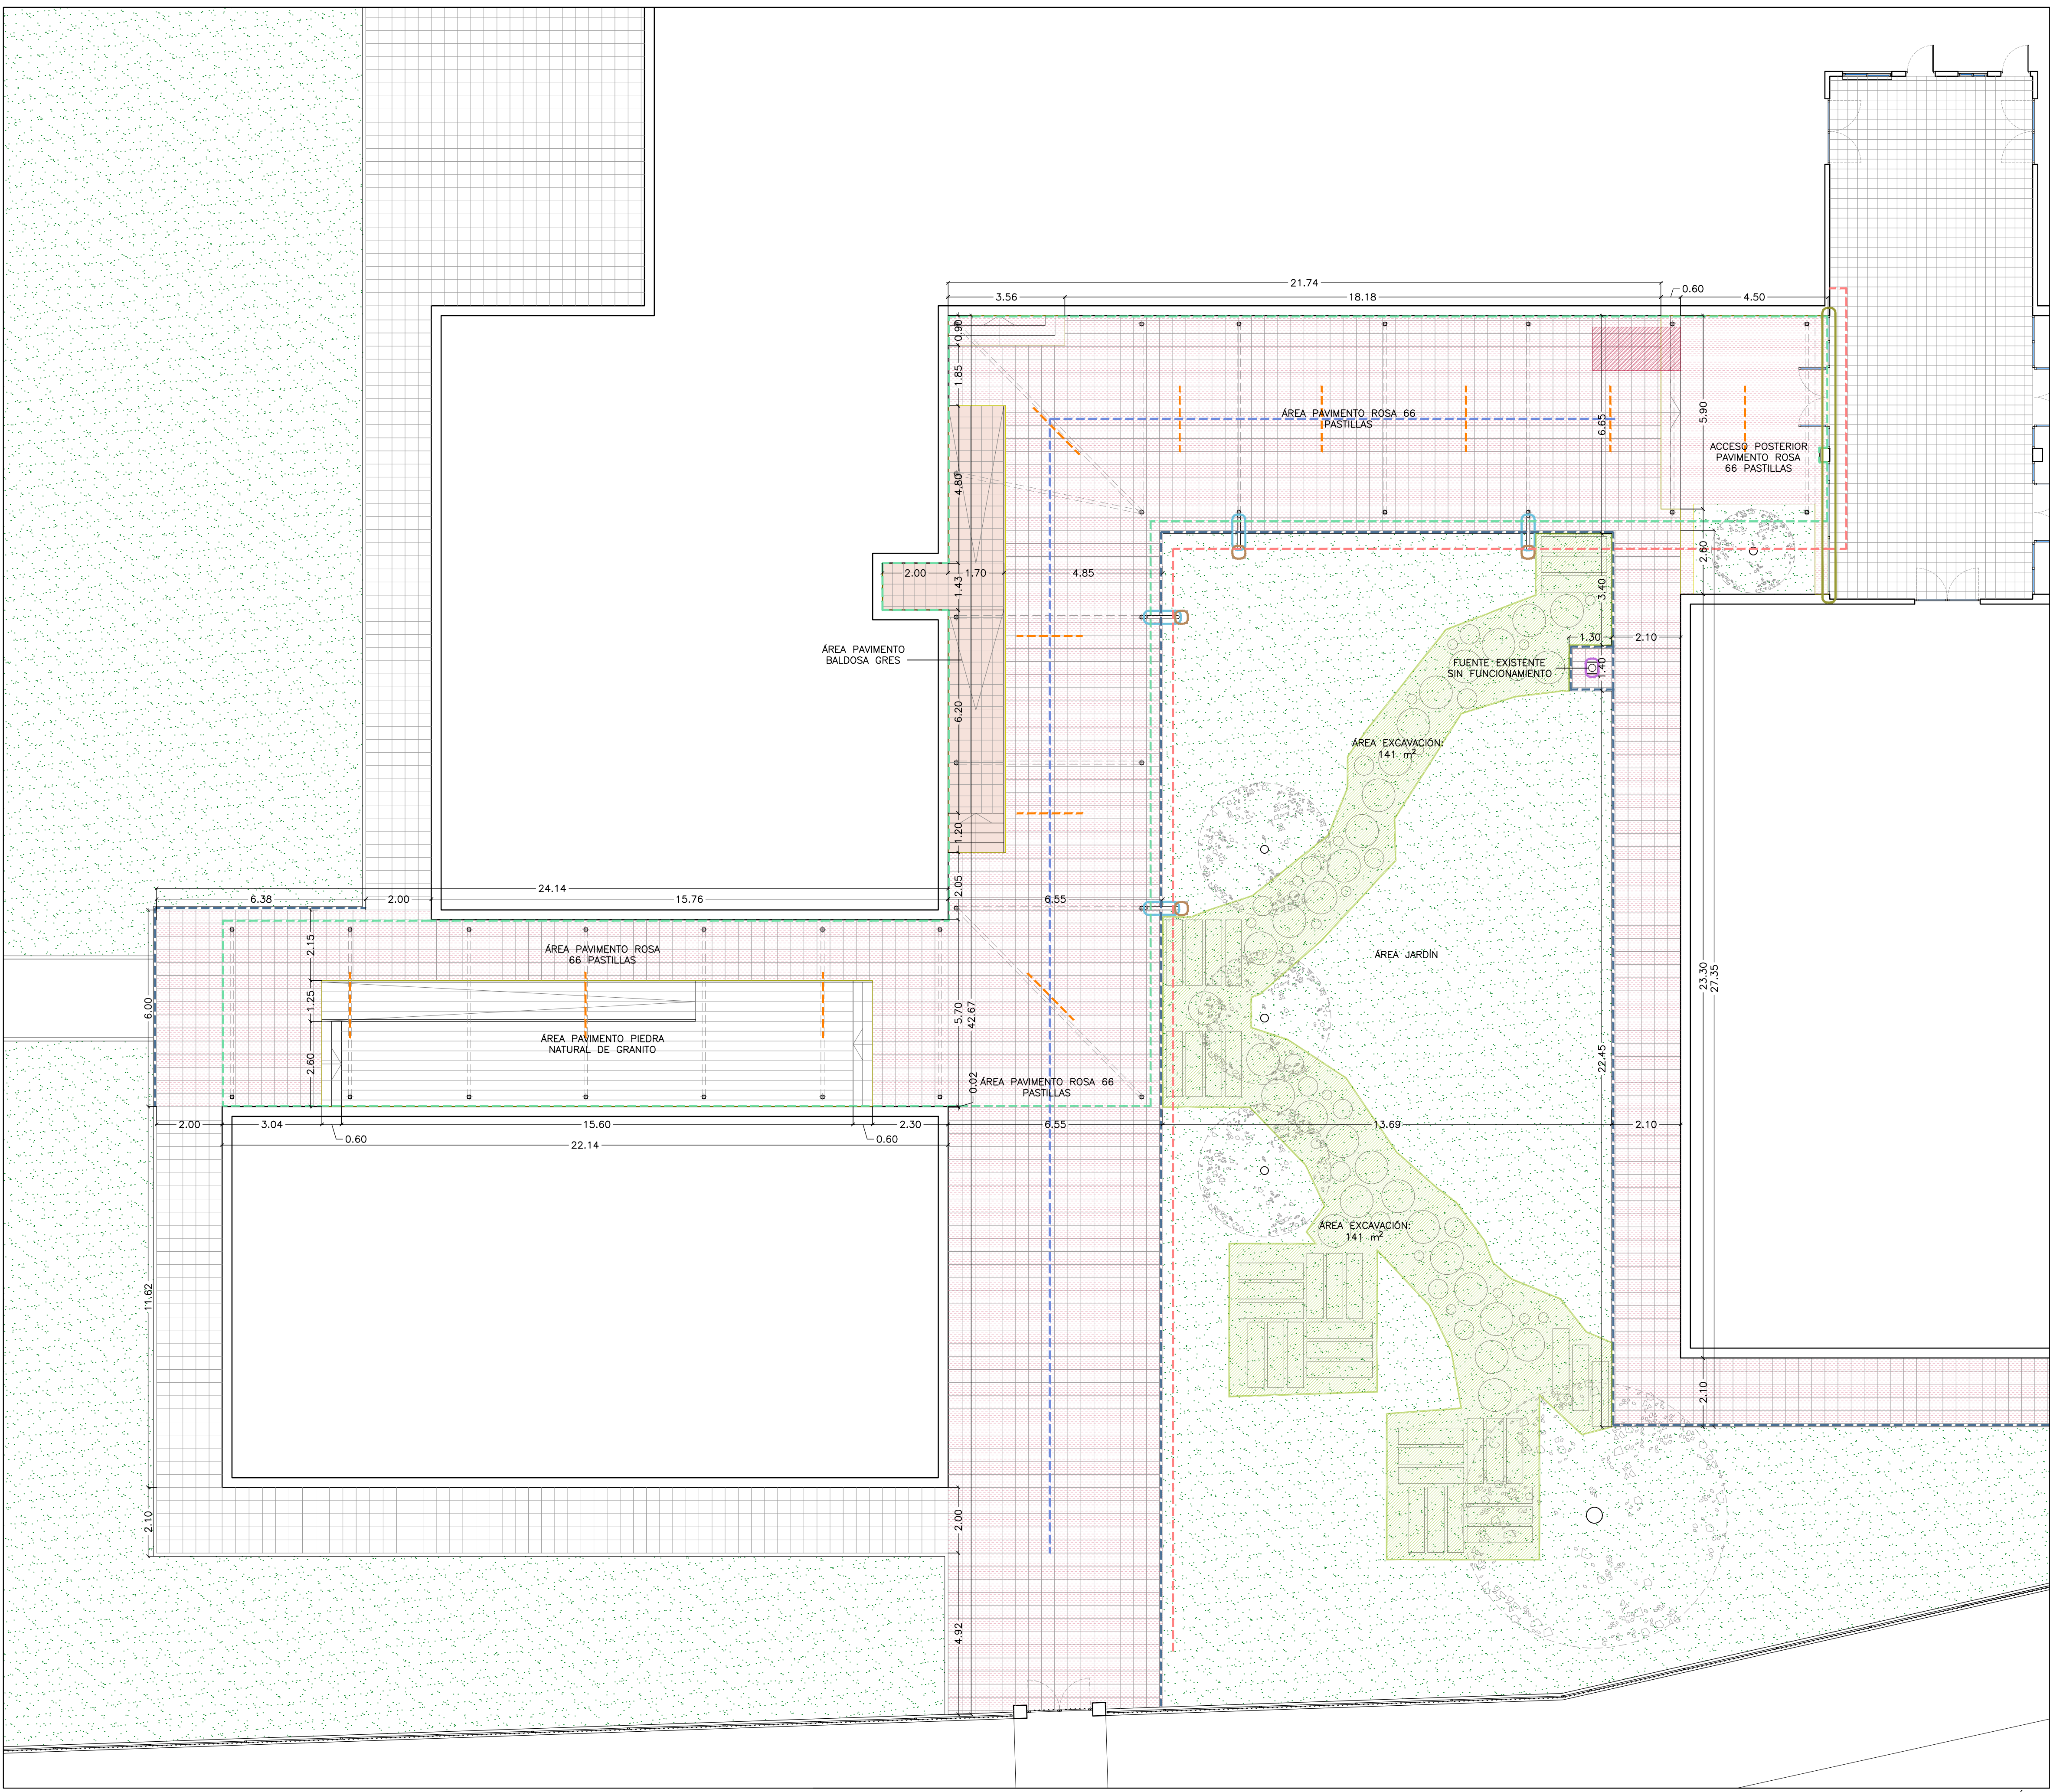 21.74
3.56
18.18
0.60
4.50
0.90
1.85
4.80
ÁREA PAVIMENTO ROSA 66
PASTILLAS
6.65
5.90
ACCESO POSTERIOR
PAVIMENTO ROSA
66 PASTILLAS
2.60
2.00
1.70
4.85
1.43
3.40
1.30
2.10
1.40
ÁREA PAVIMENTO
BALDOSA GRES
FUENTE EXISTENTE
SIN FUNCIONAMIENTO
6.20
ÁREA EXCAVACIÓN:
141 m²
1.20
2.05
24.14
6.38
2.00
15.76
6.55
2.15
ÁREA PAVIMENTO ROSA
66 PASTILLAS
ÁREA JARDÍN
6.00
1.25
5.70
42.67
23.30
27.35
ÁREA PAVIMENTO PIEDRA
NATURAL DE GRANITO
2.60
22.45
0.02
ÁREA PAVIMENTO ROSA 66
PASTILLAS
2.00
3.04
15.60
2.30
6.55
13.69
2.10
0.60
0.60
22.14
ÁREA EXCAVACIÓN:
141 m²
11.62
2.10
2.10
2.00
4.92